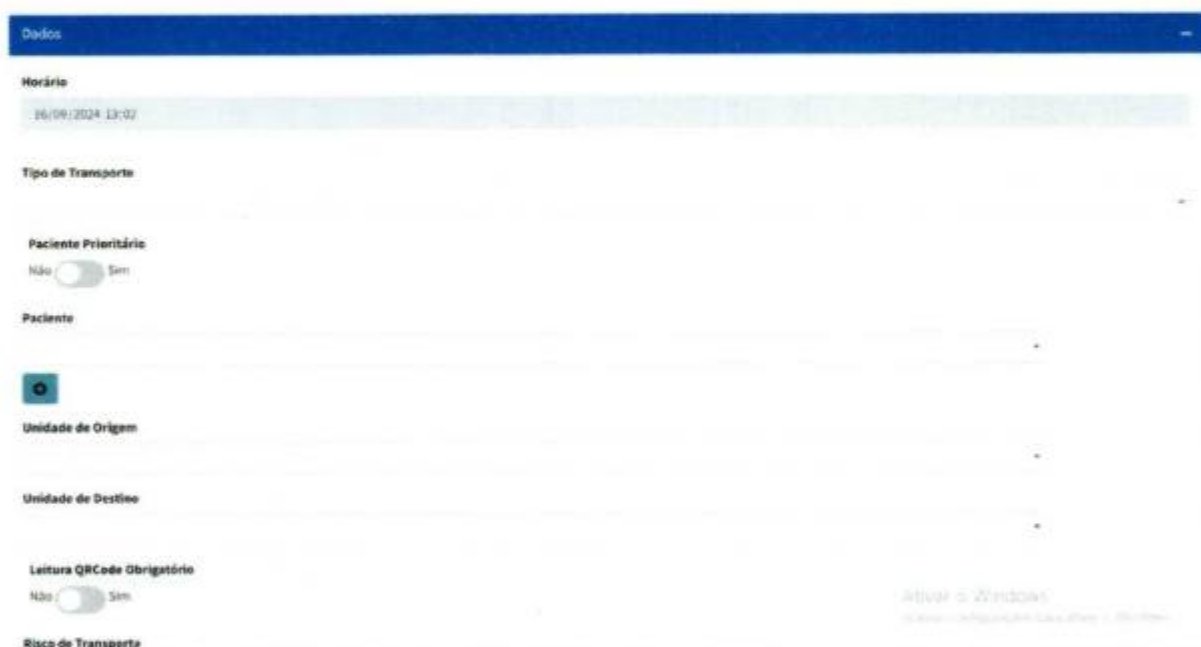 Dados
Horário
16/09/2024 13:02
Tipo de Transporte
Paciente Prioritário
Não Sim
Paciente
Unidade de Origem
Unidade de Destino
Leitura QRCode Obrigatório
Não Sim
Ativar o Windows
Risco de Transporte